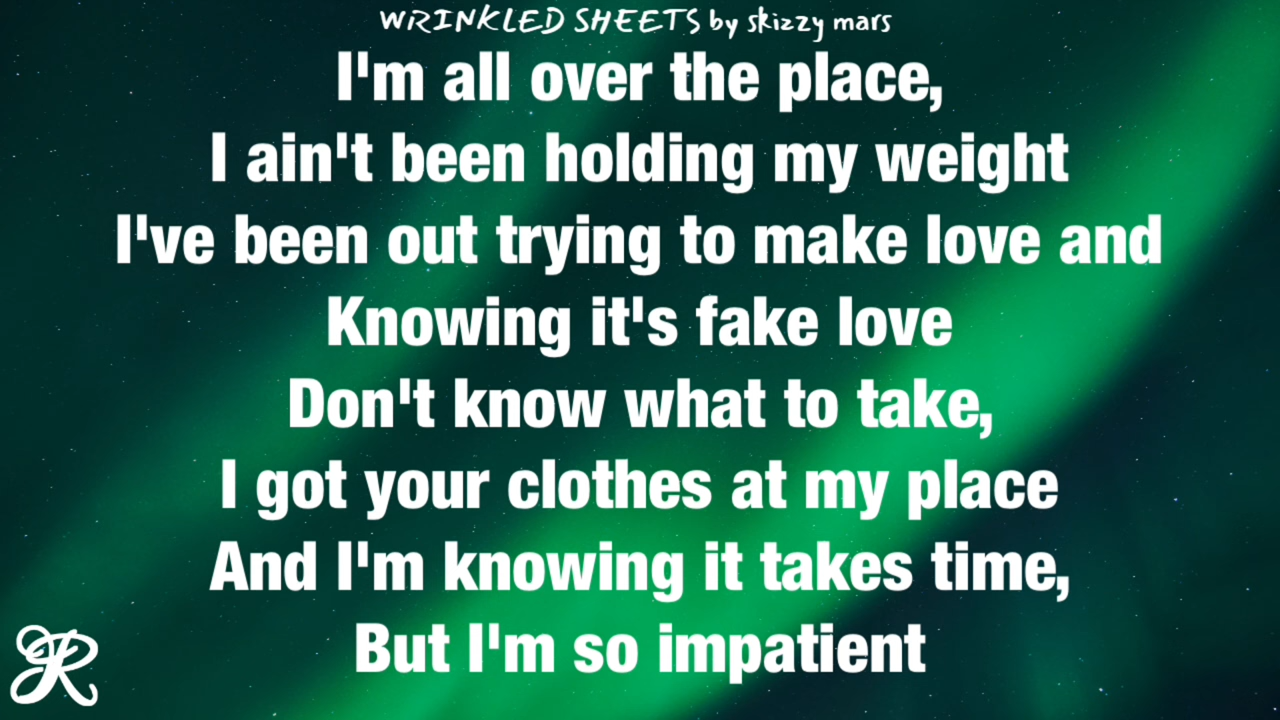 WRINKLED SHEETS by skizzy mars
I'm all over the place,
I ain't been holding my weight
I've been out trying to make love and
Knowing it's fake love
Don't know what to take,
I got your clothes at my place
And I'm knowing it takes time,
But I'm so impatient
R